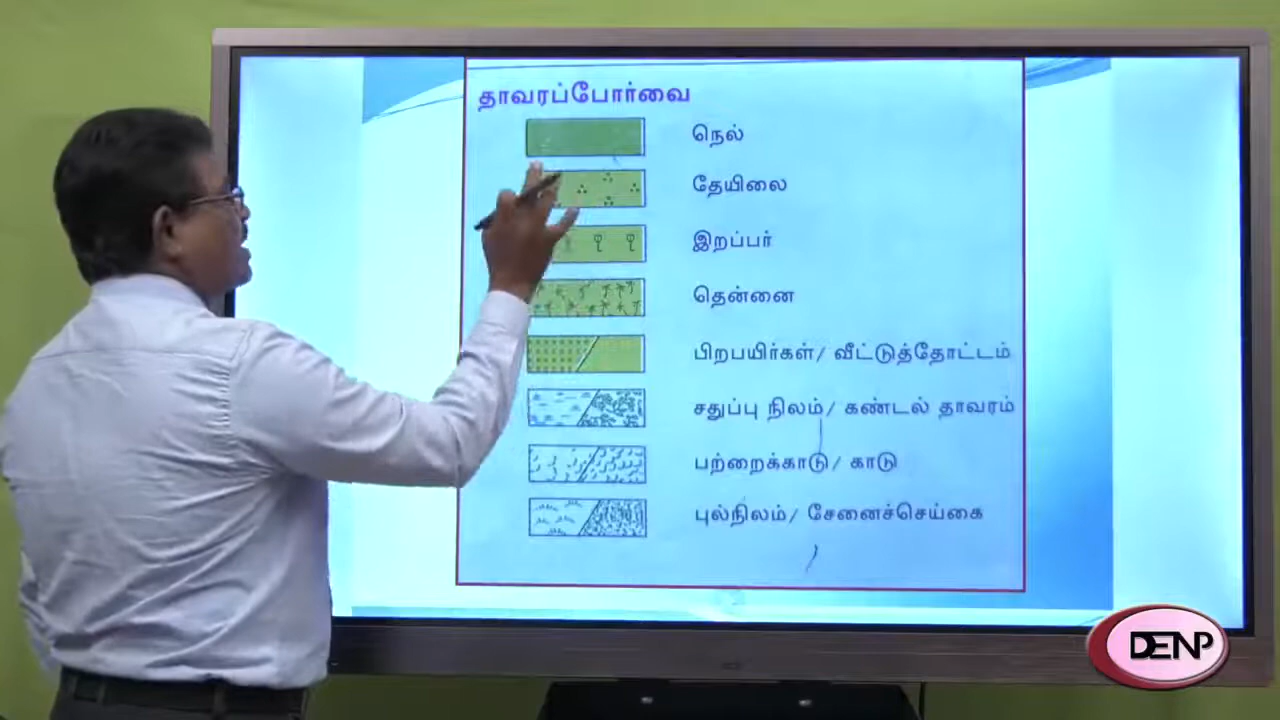 தாவரப்போர்வை
நெல்
தேயிலை
இறப்பர்
தென்னை
பிறபயிர்கள்/ வீட்டுத்தோட்டம்
சதுப்பு நிலம்/ கண்டல் தாவரம்
பற்றைக்காடு/ காடு
புல்நிலம்/ சேனைச்செய்கை
DENP